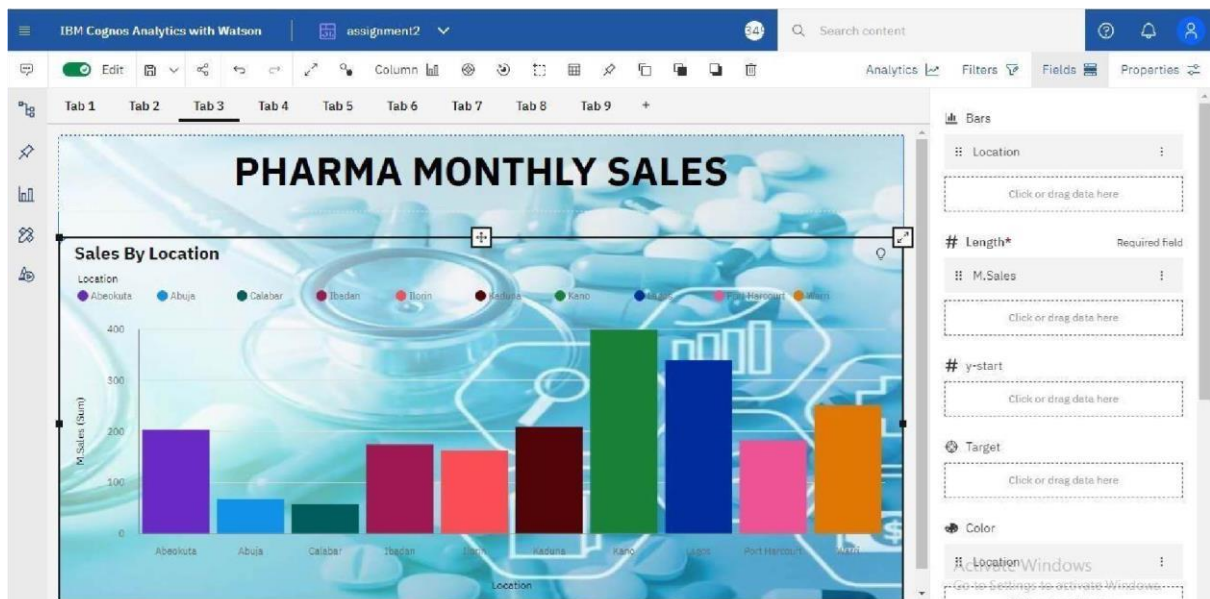 IBM Cognos Analytics with Watson
assignment2
Search content
Edit
Column
Analytics
Filters
Fields
Properties
Tab 1 Tab 2 Tab 3 Tab 4 Tab 5 Tab 6 Tab 7 Tab 8 Tab 9 +
PHARMA MONTHLY SALES
Sales By Location
Location
Abeokuta Abuja Calabar Ibadan Ilorin Kaduna Kano Lagos Port Harcourt Warri
400
300
200
100
0
M.Sales (Sum)
Abeokuta Abuja Calabar Ibadan Ilorin Kaduna Kano Lagos Port Harcourt Warri
Location
Bars
Location
Click or drag data here
# Length* Required field
M.Sales
Click or drag data here
# y-start
Click or drag data here
Target
Click or drag data here
Color
Location
Activate Windows
Go to Settings to activate Windows.